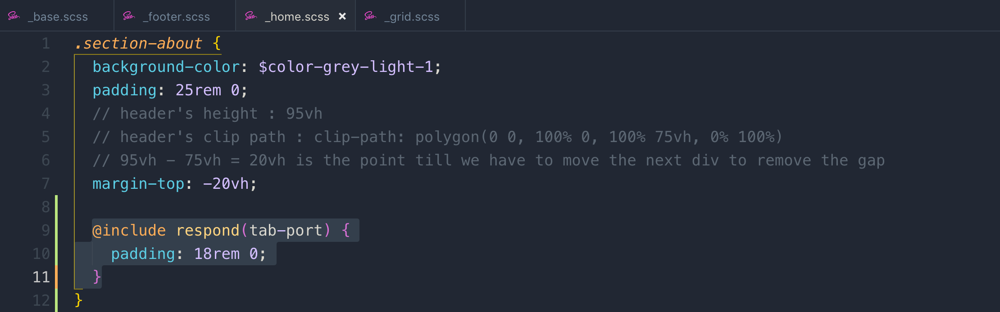 _base.scss
_footer.scss
_home.scss ×
_grid.scss
1 .section-about {
2 background-color: $color-grey-light-1;
3 padding: 25rem 0;
4 // header's height : 95vh
5 // header's clip path : clip-path: polygon(0 0, 100% 0, 100% 75vh, 0% 100%)
6 // 95vh - 75vh = 20vh is the point till we have to move the next div to remove the gap
7 margin-top: -20vh;
8
9 @include respond(tab-port) {
10 padding: 18rem 0;
11 }
12 }